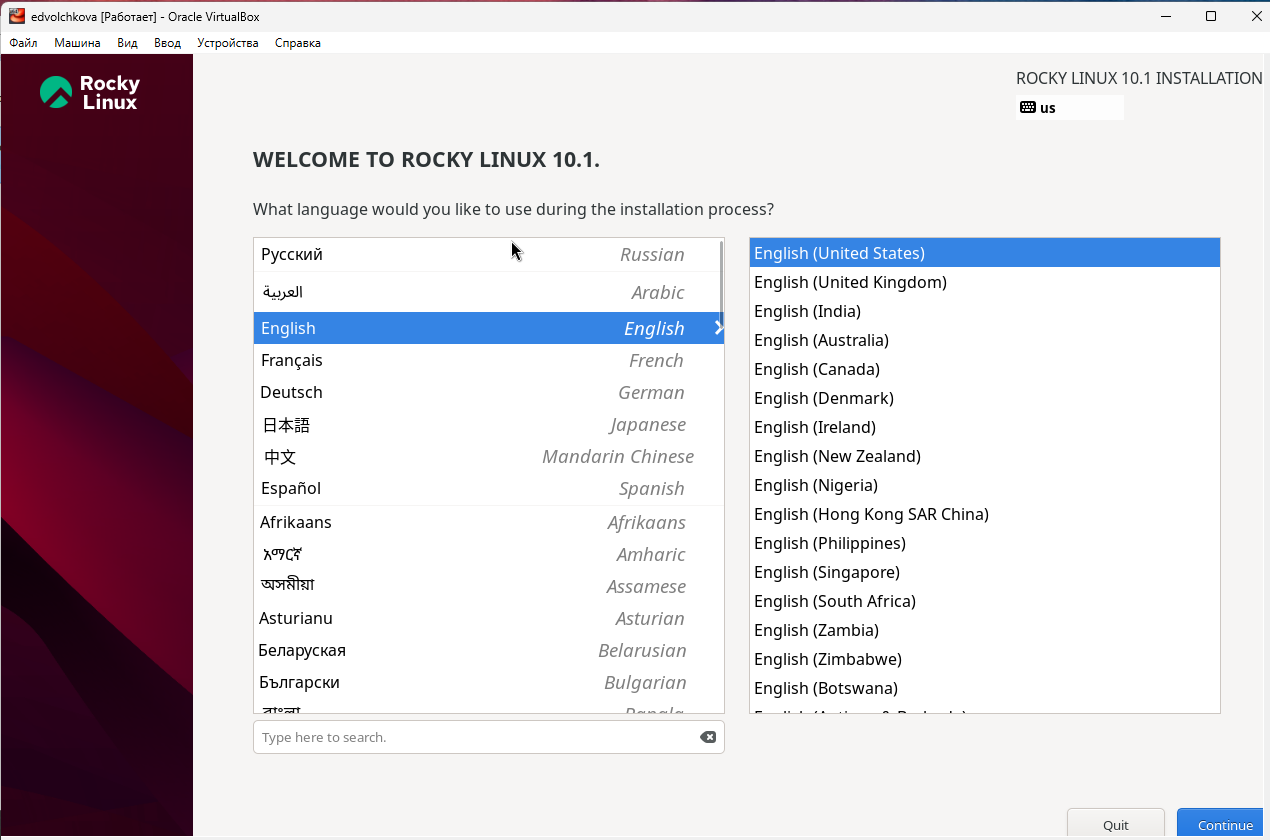 edvolchkova [Работает] - Oracle VirtualBox
Файл Машина Вид Ввод Устройства Справка
Rocky
Linux
ROCKY LINUX 10.1 INSTALLATION
us
WELCOME TO ROCKY LINUX 10.1.
What language would you like to use during the installation process?
Русский Russian
العربية Arabic
English English
Français French
Deutsch German
日本語 Japanese
中文 Mandarin Chinese
Español Spanish
Afrikaans Afrikaans
አማርኛ Amharic
অসমীয়া Assamese
Asturianu Asturian
Беларуская Belarusian
Български Bulgarian
বাংলা Bangla
Type here to search.
English (United States)
English (United Kingdom)
English (India)
English (Australia)
English (Canada)
English (Denmark)
English (Ireland)
English (New Zealand)
English (Nigeria)
English (Hong Kong SAR China)
English (Philippines)
English (Singapore)
English (South Africa)
English (Zambia)
English (Zimbabwe)
English (Botswana)
English (Antigua & Barbuda)
Quit Continue